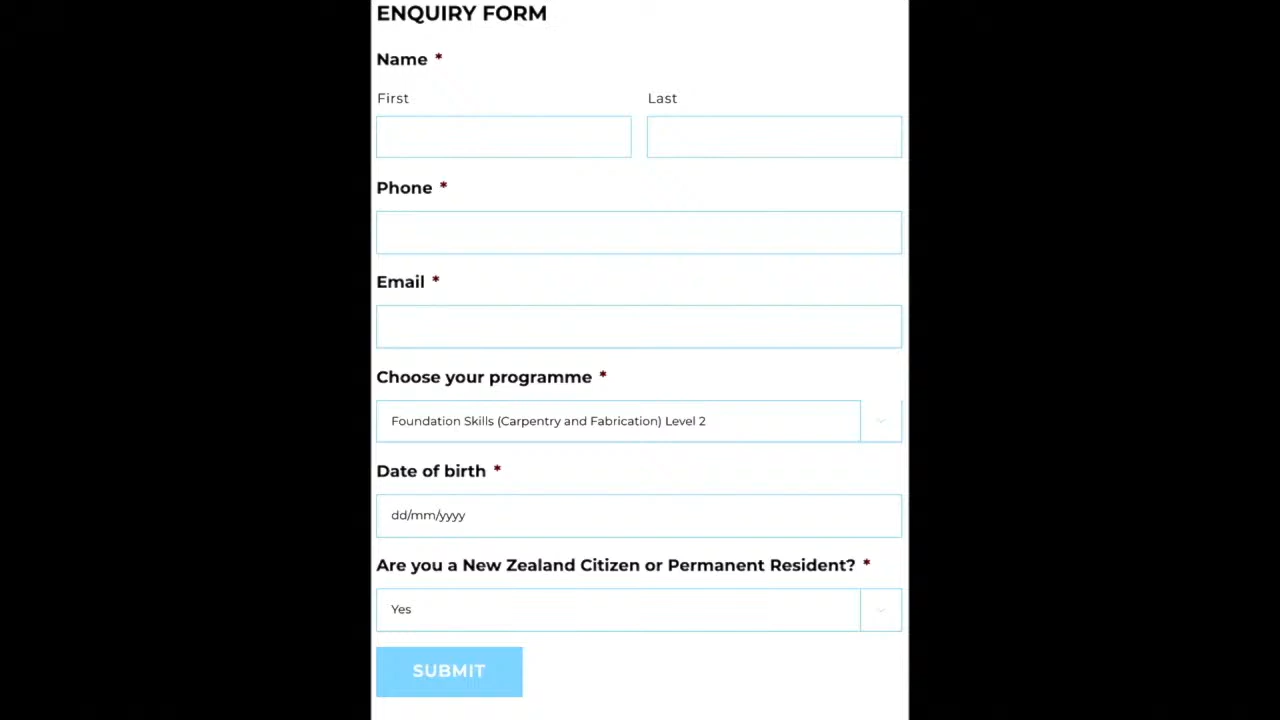 ENQUIRY FORM
Name *
First Last
Phone *
Email *
Choose your programme *
Foundation Skills (Carpentry and Fabrication) Level 2
Date of birth *
dd/mm/yyyy
Are you a New Zealand Citizen or Permanent Resident? *
Yes
SUBMIT